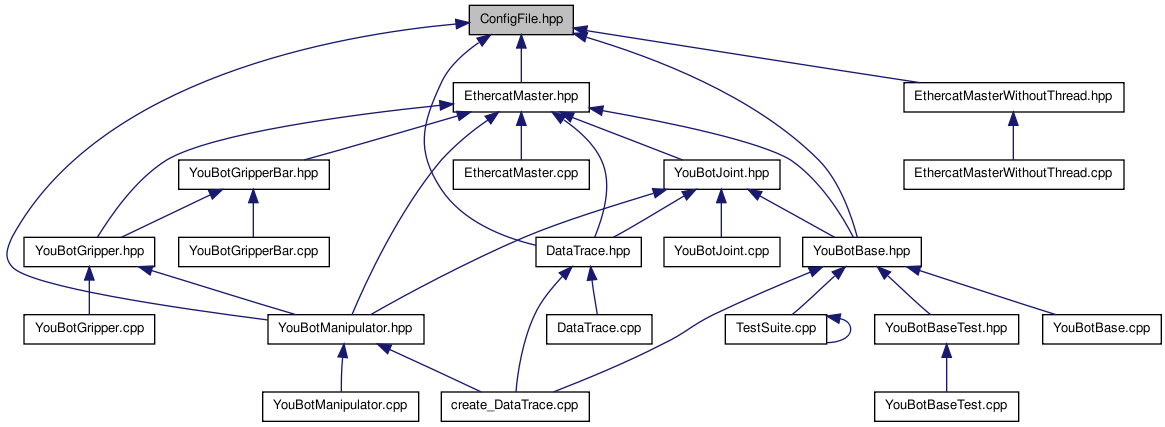 ConfigFile.hpp
EthercatMaster.hpp
EthercatMasterWithoutThread.hpp
YouBotGripperBar.hpp
EthercatMaster.cpp
YouBotJoint.hpp
EthercatMasterWithoutThread.cpp
YouBotGripper.hpp
YouBotGripperBar.cpp
DataTrace.hpp
YouBotJoint.cpp
YouBotBase.hpp
YouBotGripper.cpp
YouBotManipulator.hpp
DataTrace.cpp
TestSuite.cpp
YouBotBaseTest.hpp
YouBotBase.cpp
YouBotManipulator.cpp
create_DataTrace.cpp
YouBotBaseTest.cpp